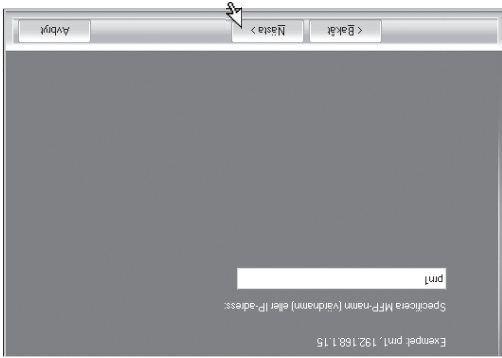 Exempel: prn1, 192.168.1.15
Specificera MFP-namn (värdnamn) eller IP-adress:
prn1
< Bakåt
Nästa >
Avbryt